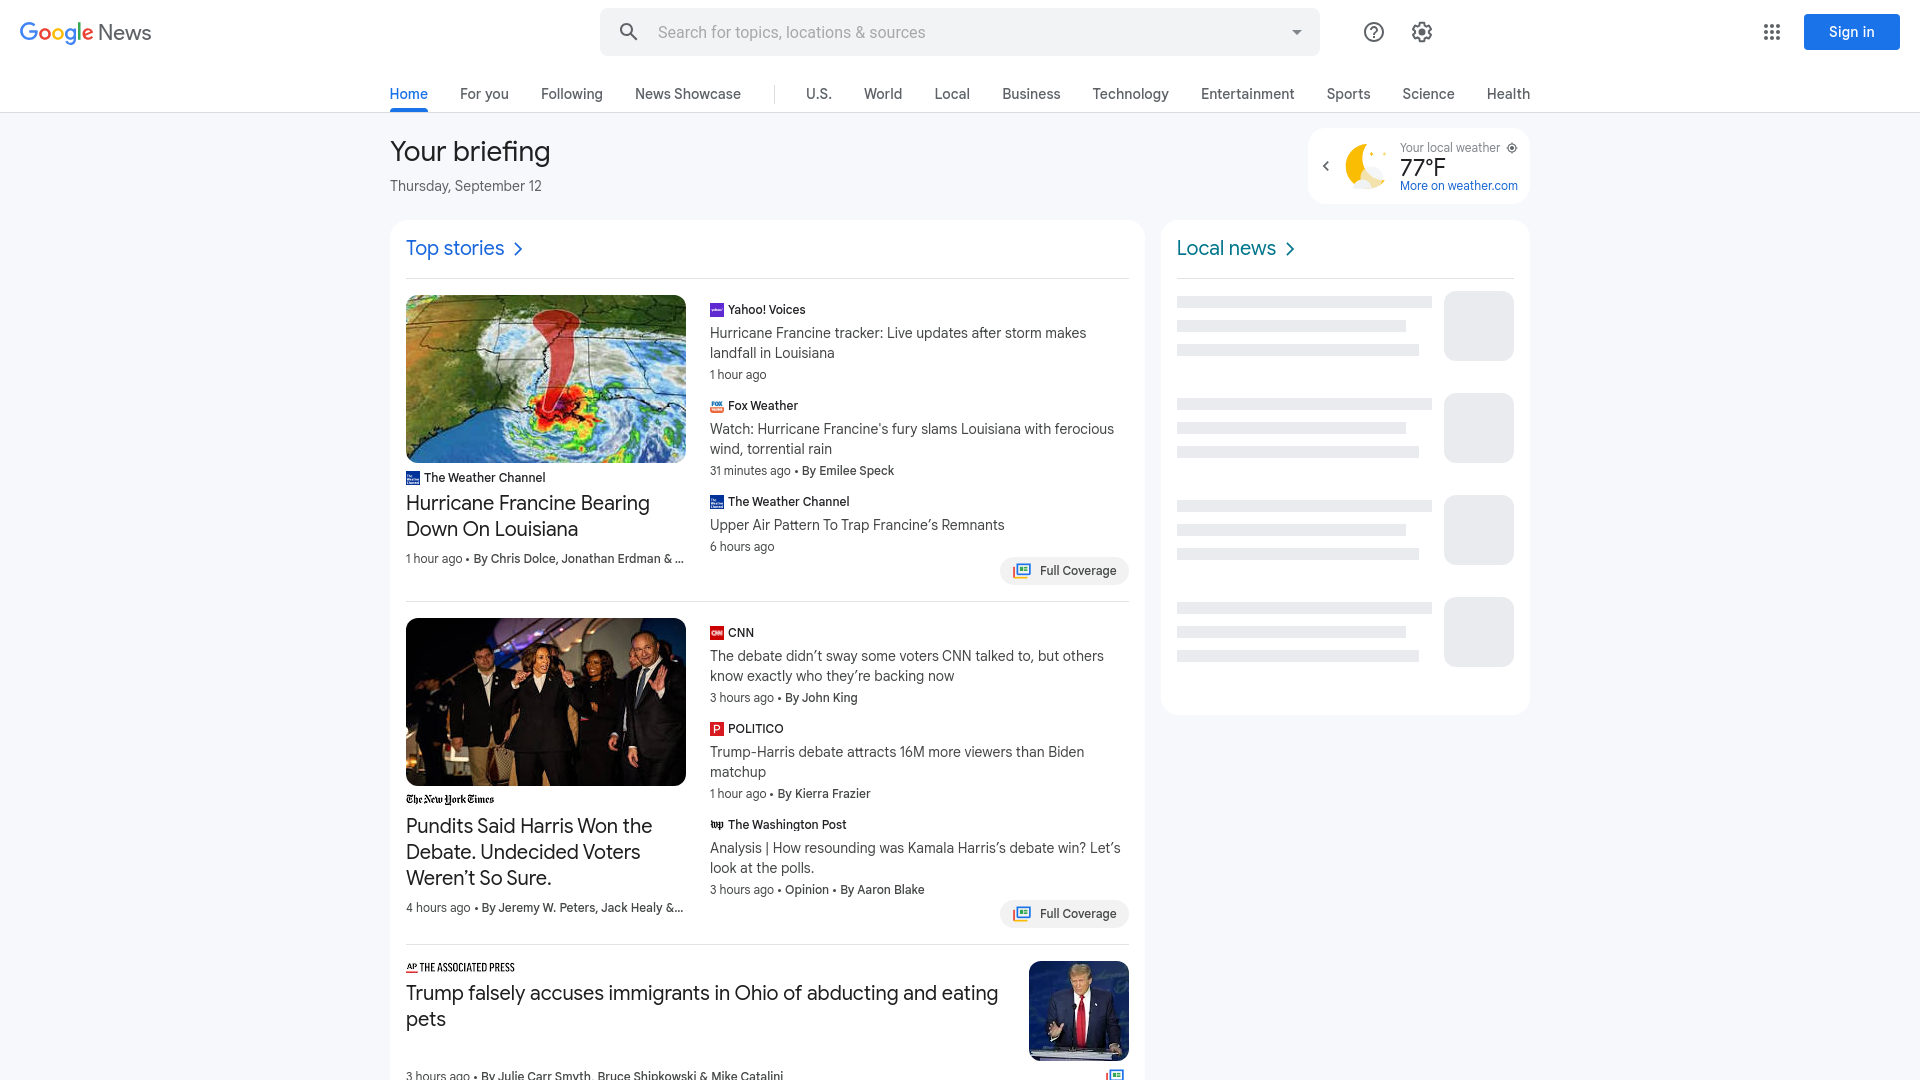 Google News
Search for topics, locations & sources
Sign in
Home
For you
Following
News Showcase
U.S.
World
Local
Business
Technology
Entertainment
Sports
Science
Health
Your briefing
Thursday, September 12
Your local weather
77°F
More on weather.com
Top stories
The Weather Channel
Hurricane Francine Bearing
Down On Louisiana
1 hour ago • By Chris Dolce, Jonathan Erdman & ...
Yahoo! Voices
Hurricane Francine tracker: Live updates after storm makes
landfall in Louisiana
1 hour ago
Fox Weather
Watch: Hurricane Francine's fury slams Louisiana with ferocious
wind, torrential rain
31 minutes ago • By Emilee Speck
The Weather Channel
Upper Air Pattern To Trap Francine’s Remnants
6 hours ago
Full Coverage
The New York Times
Pundits Said Harris Won the
Debate. Undecided Voters
Weren’t So Sure.
4 hours ago • By Jeremy W. Peters, Jack Healy &...
CNN
The debate didn’t sway some voters CNN talked to, but others
know exactly who they’re backing now
3 hours ago • By John King
POLITICO
Trump-Harris debate attracts 16M more viewers than Biden
matchup
1 hour ago • By Kierra Frazier
The Washington Post
Analysis | How resounding was Kamala Harris’s debate win? Let’s
look at the polls.
3 hours ago • Opinion • By Aaron Blake
Full Coverage
AP THE ASSOCIATED PRESS
Trump falsely accuses immigrants in Ohio of abducting and eating
pets
3 hours ago • By Julie Carr Smyth, Bruce Shipkowski & Mike Catalini
Local news